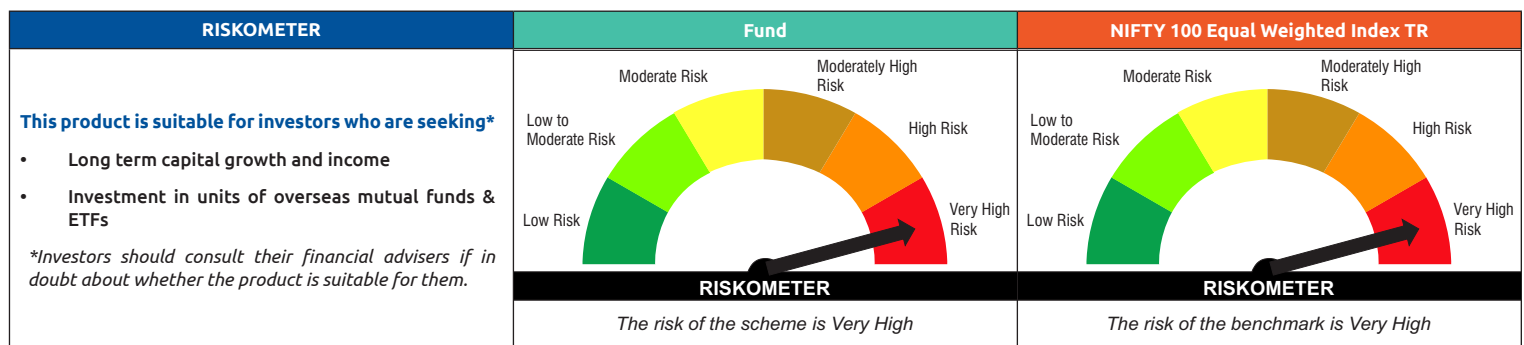 RISKOMETER
Fund
NIFTY 100 Equal Weighted Index TR
This product is suitable for investors who are seeking*
• Long term capital growth and income
• Investment in units of overseas mutual funds &
ETFs
*Investors should consult their financial advisers if in
doubt about whether the product is suitable for them.
Low Risk
Low to
Moderate Risk
Moderate Risk
Moderately High
Risk
High Risk
Very High
Risk
RISKOMETER
The risk of the scheme is Very High
Low Risk
Low to
Moderate Risk
Moderate Risk
Moderately High
Risk
High Risk
Very High
Risk
RISKOMETER
The risk of the benchmark is Very High